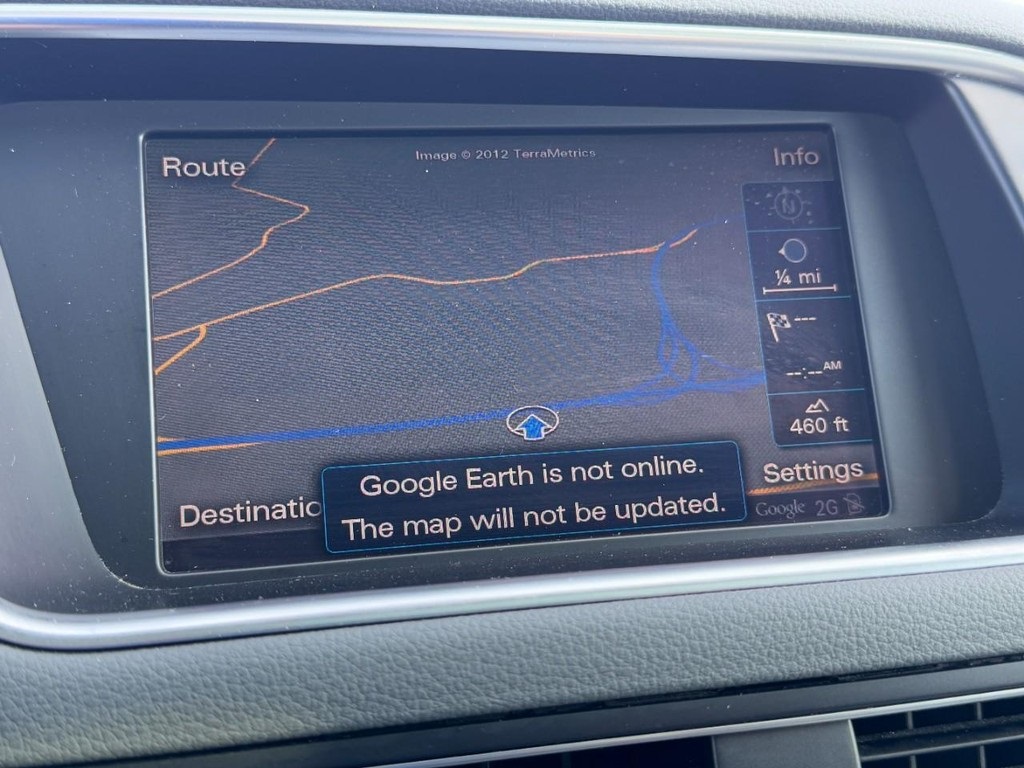 Route
Image © 2012 TerraMetrics
Info
N
¼ mi
---
--:--AM
460 ft
Settings
Google Earth is not online.
The map will not be updated.
Destinatio
Google 2G